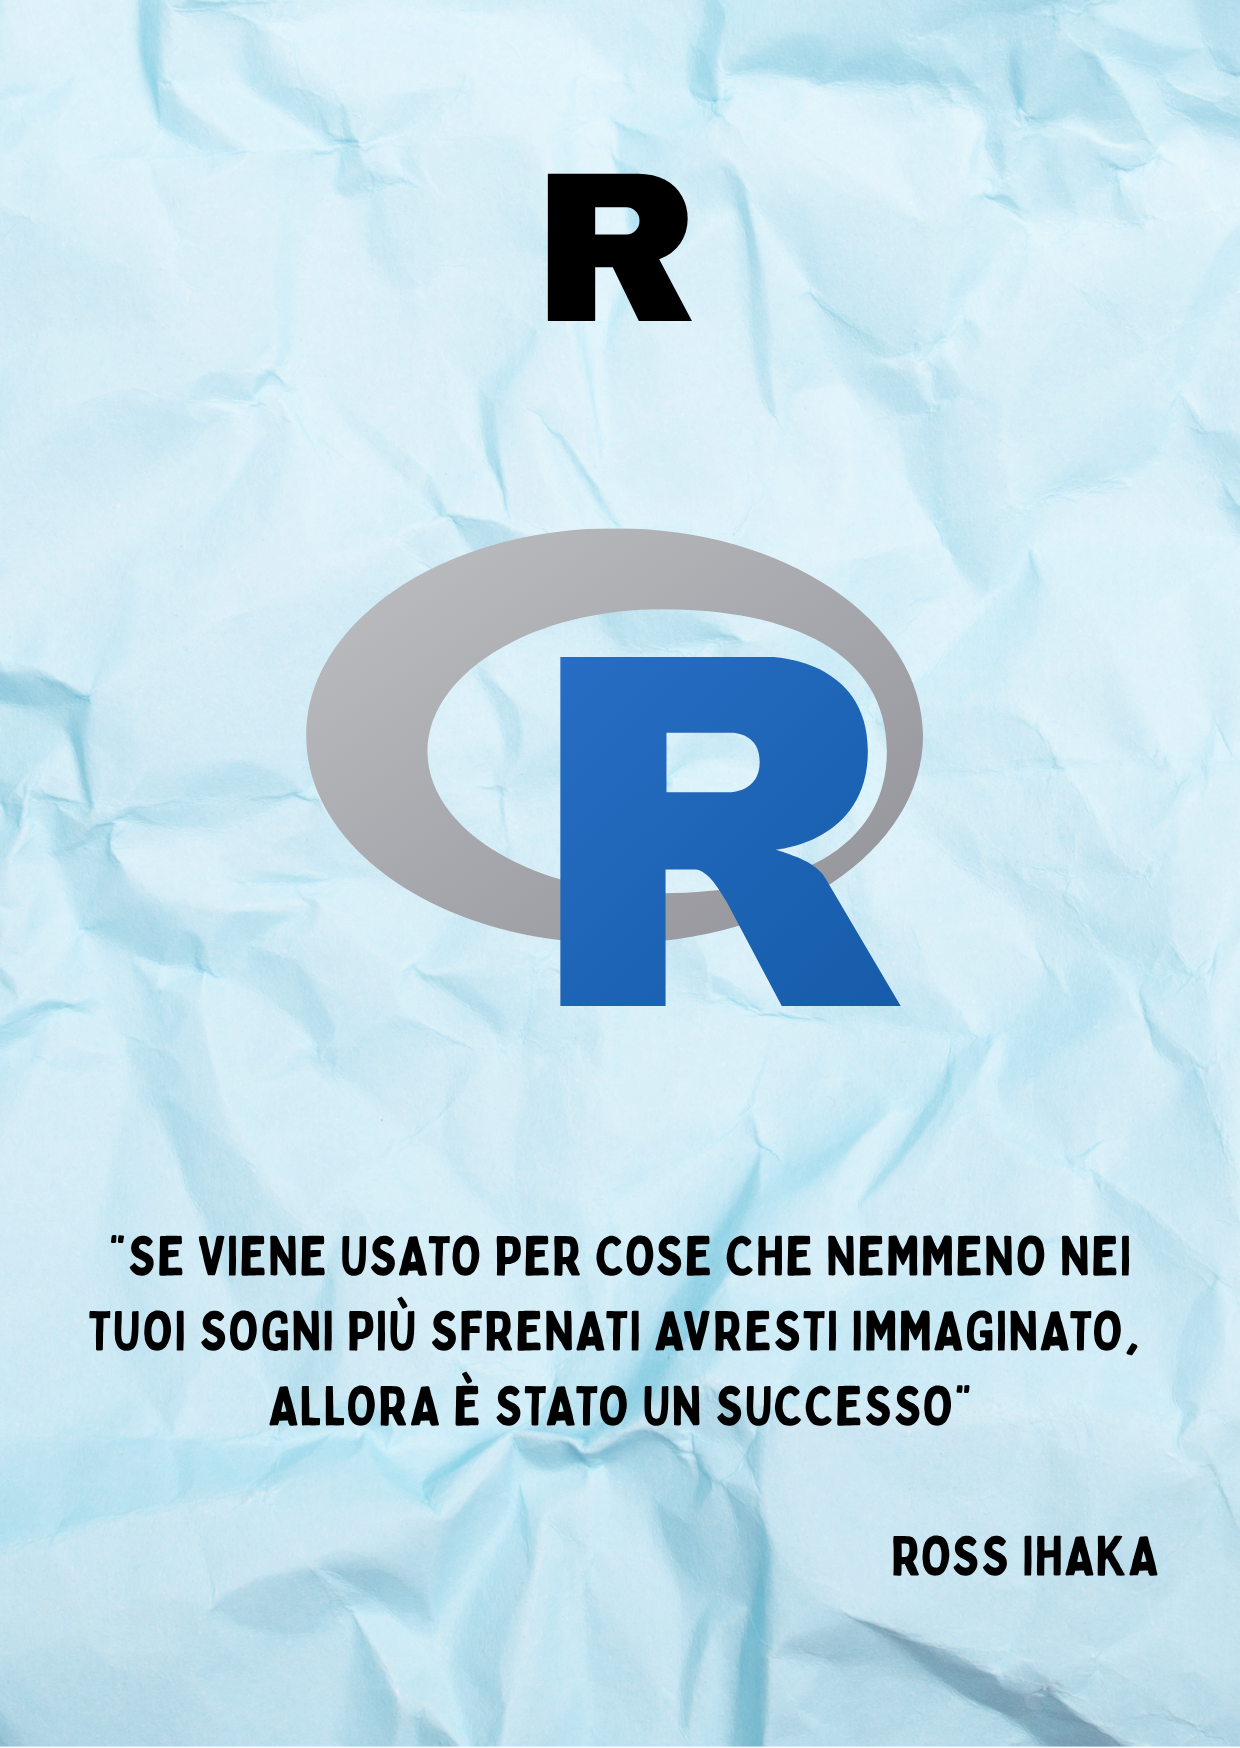 R
R
"SE VIENE USATO PER COSE CHE NEMMENO NEI
TUOI SOGNI PIÙ SFRENATI AVRESTI IMMAGINATO,
ALLORA È STATO UN SUCCESSO"
ROSS IHAKA